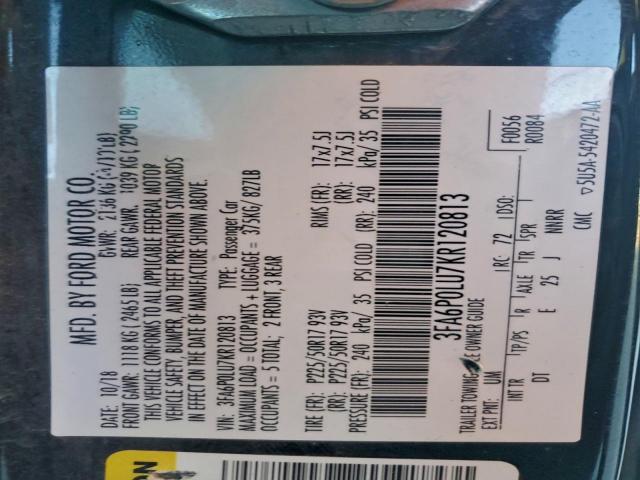 MFD. BY FORD MOTOR CO.
DATE: 10/18 GVWR: 2136 KG
FRONT GAWR: 1118 KG (2465 LB) REAR GAWR: 1039 KG (2290 LB)
THIS VEHICLE CONFORMS TO ALL APPLICABLE FEDERAL MOTOR
VEHICLE SAFETY, BUMPER, AND THEFT PREVENTION STANDARDS
IN EFFECT ON THE DATE OF MANUFACTURE SHOWN ABOVE.
VIN: 3FA6P0LU7KR120813 TYPE: Passenger Car
MAXIMUM LOAD = OCCUPANTS + LUGGAGE = 375KG/ 827LB
OCCUPANTS = 5 TOTAL; 2 FRONT, 3 REAR
TIRE (FR): P225/50R17 93V RIMS (FR): 17x7.5J
(RR): P225/50R17 93V (RR): 17x7.5J
PRESSURE (FR): 240 kPa/ 35 PSI COLD (RR): 240 kPa/ 35 PSI COLD
3FA6P0LU7KR120813
TRAILER TOWING OWNER GUIDE F0056
EXT PNT: UM RC: 72 DSO: R0084
INT TR TP/PS R AXLE TR SPR
DT E 25 J NNRR
CMC 5U5A-5420472-AA
ON